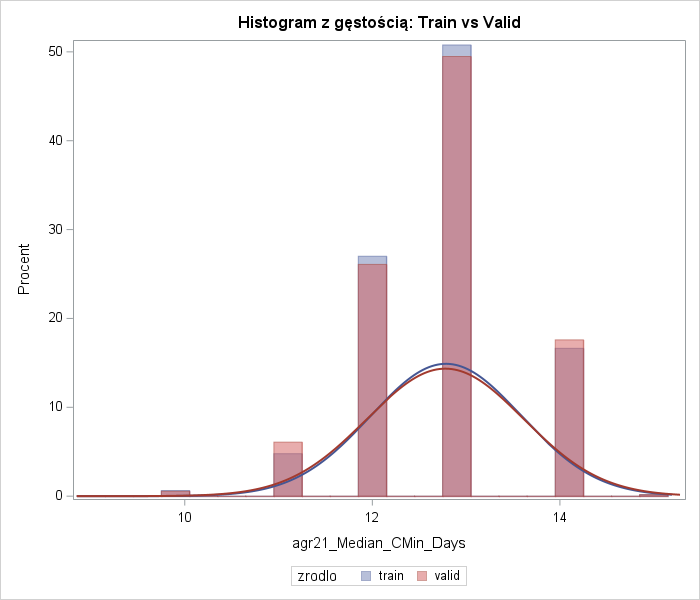 Histogram z gęstością: Train vs Valid
50
40
30
20
10
0
Procent
10 12 14
agr21_Median_CMin_Days
zrodlo train valid